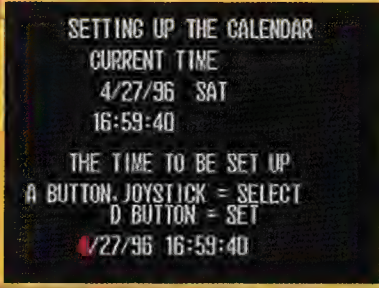 SETTING UP THE CALENDAR
CURRENT TIME
4/27/96 SAT
16:59:40
THE TIME TO BE SET UP
A BUTTON,JOYSTICK = SELECT
D BUTTON = SET
4/27/96 16:59:40